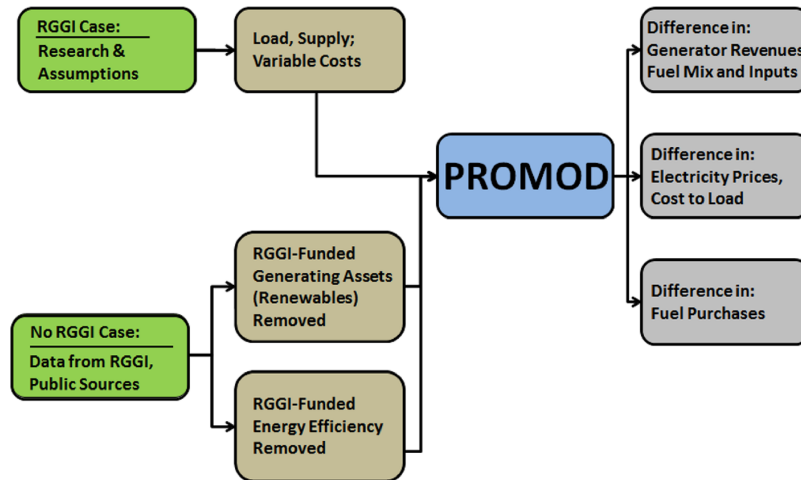 RGGI Case:
Research &
Assumptions
Load, Supply;
Variable Costs
PROMOD
Difference in:
Generator Revenues
Fuel Mix and Inputs
Difference in:
Electricity Prices,
Cost to Load
Difference in:
Fuel Purchases
No RGGI Case:
Data from RGGI,
Public Sources
RGGI-Funded
Generating Assets
(Renewables)
Removed
RGGI-Funded
Energy Efficiency
Removed